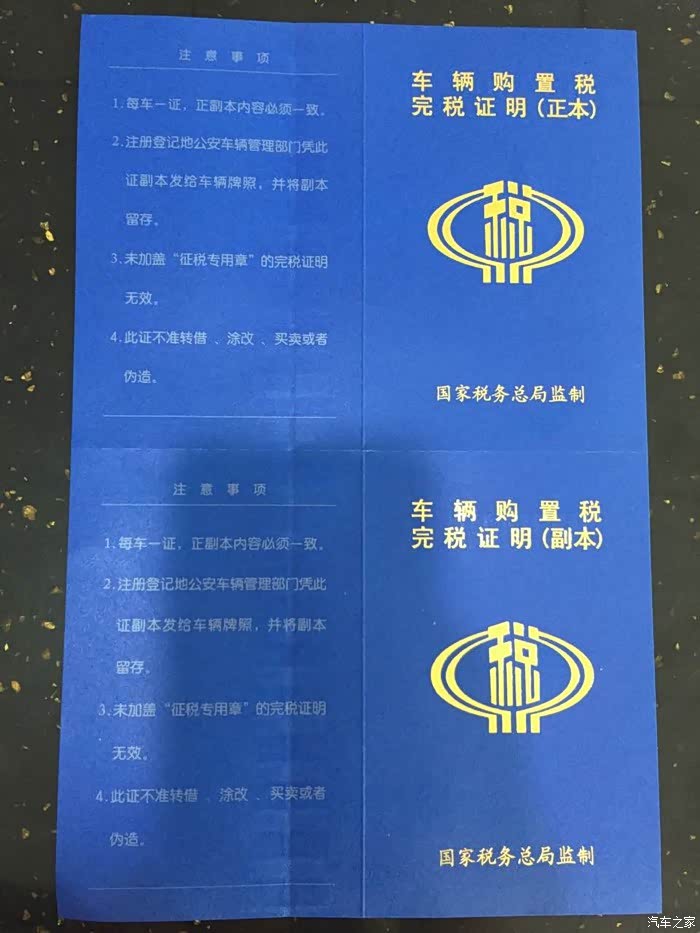 注意事项
1.每车一证，正副本内容必须一致。
2.注册登记地公安车辆管理部门凭此
证副本发给车辆牌照，并将副本
留存。
3.未加盖“征税专用章”的完税证明
无效。
4.此证不准转借、涂改、买卖或者
伪造。
车辆购置税
完税证明(正本)
税
国家税务总局监制
注意事项
1.每车一证，正副本内容必须一致。
2.注册登记地公安车辆管理部门凭此
证副本发给车辆牌照，并将副本
留存。
3.未加盖“征税专用章”的完税证明
无效。
4.此证不准转借、涂改、买卖或者
伪造。
车辆购置税
完税证明(副本)
税
国家税务总局监制
汽车之家